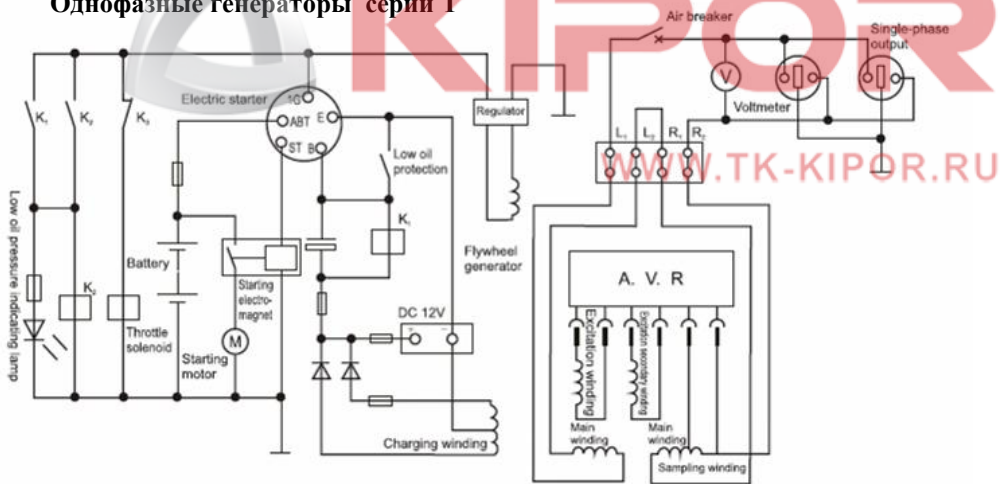 Однофазные генераторы серии Т
KIPOR
WWW.TK-KIPOR.RU
Air breaker
Single-phase
output
V
Voltmeter
Electric starter
IG
ABT
E
ST
B
K₁
K₂
K₃
Regulator
Low oil
protection
K₁
L₁ L₂ R₁ R₂
Low oil pressure indicating lamp
Battery
K₂
Throttle
solenoid
Starting
electro-
magnet
M
Starting
motor
Flywheel
generator
DC 12V
+ −
Charging winding
A. V. R
Excitation winding
Excitation secondary winding
Main
winding
Main
winding
Sampling winding